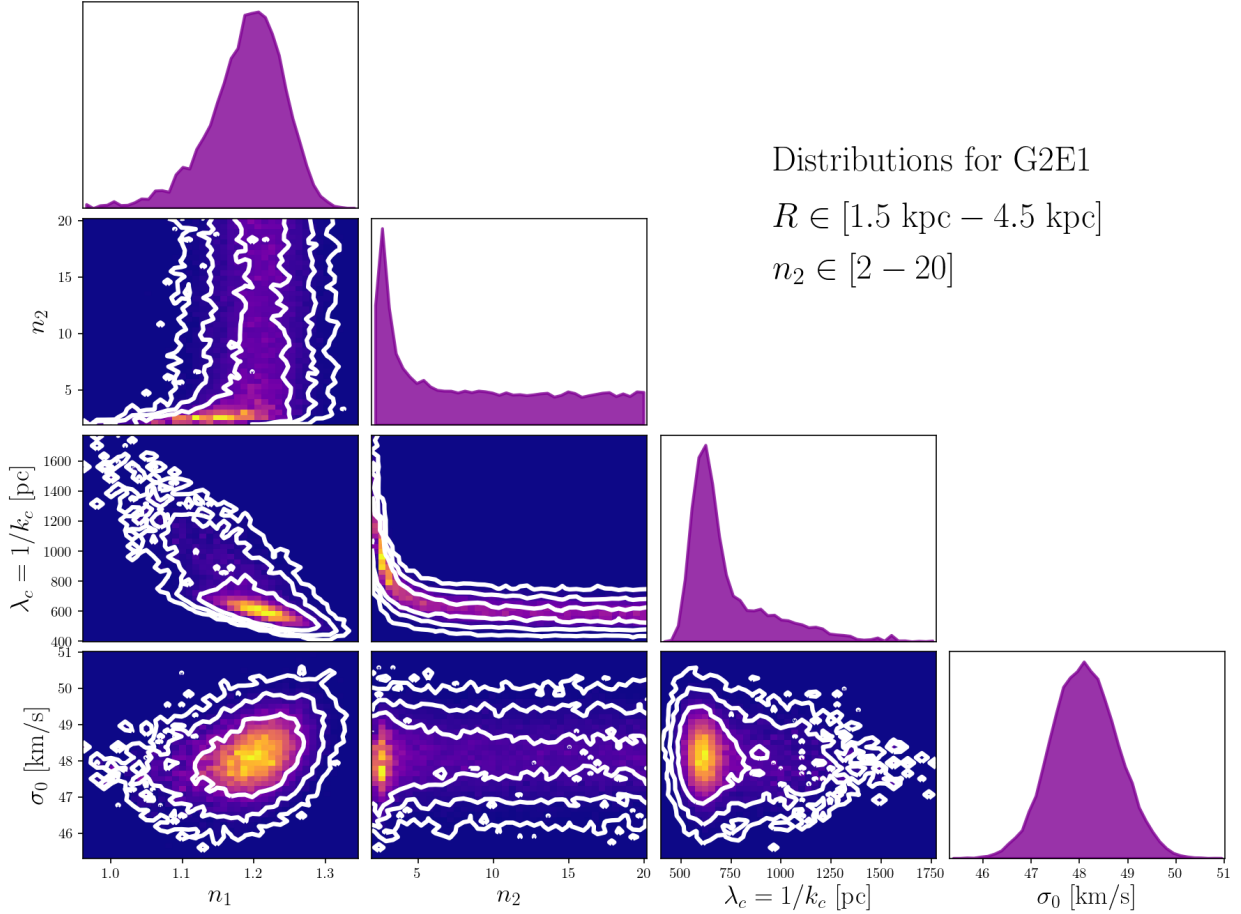 Distributions for G2E1
R ∈ [1.5 kpc − 4.5 kpc]
n₂ ∈ [2 − 20]
20
15
10
5
n₂
1600
1400
1200
1000
800
600
400
λ_c = 1/k_c [pc]
51
50
49
48
47
46
σ₀ [km/s]
1.0 1.1 1.2 1.3
n₁
5 10 15 20
n₂
500 750 1000 1250 1500 1750
λ_c = 1/k_c [pc]
46 47 48 49 50 51
σ₀ [km/s]